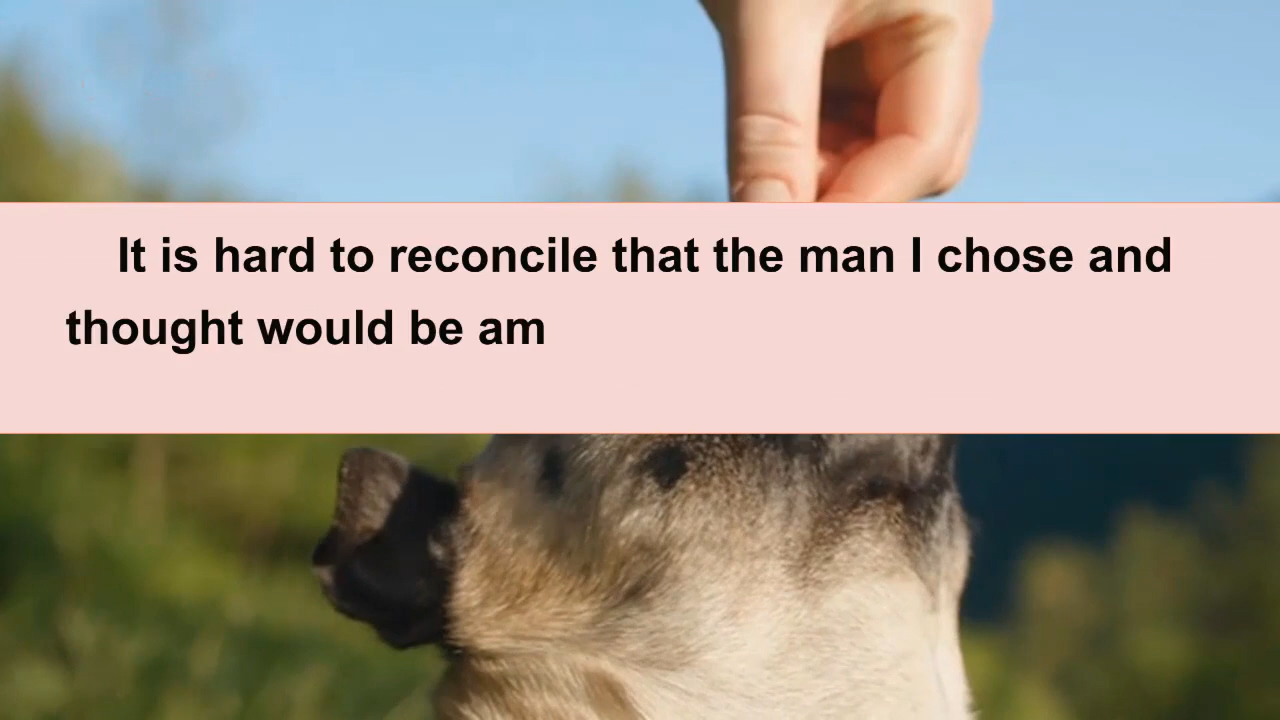 It is hard to reconcile that the man I chose and
thought would be am